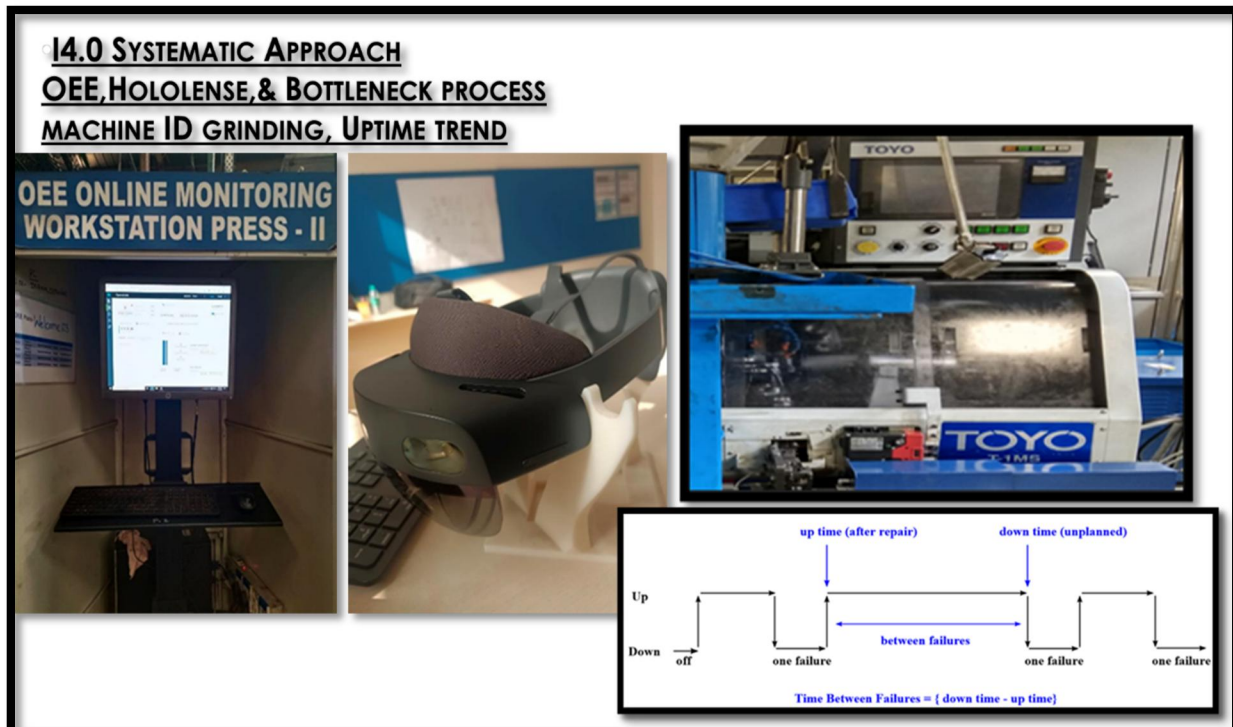 I4.0 SYSTEMATIC APPROACH
OEE,HOLOLENSE,& BOTTLENECK PROCESS
MACHINE ID GRINDING, UPTIME TREND
OEE ONLINE MONITORING
WORKSTATION PRESS - II
TOYO
TOYO
T-1MS
up time (after repair)
down time (unplanned)
Up
between failures
Down
off
one failure
one failure
one failure
Time Between Failures = { down time - up time}